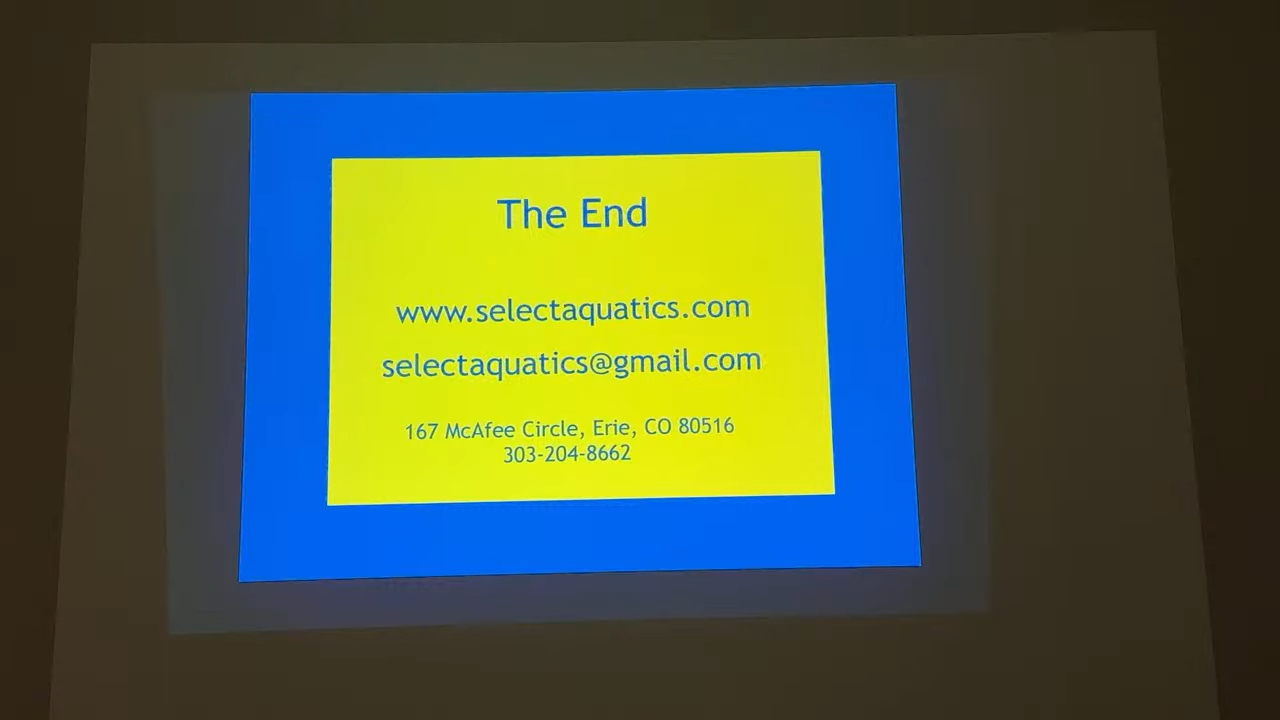 The End
www.selectaquatics.com
selectaquatics@gmail.com
167 McAfee Circle, Erie, CO 80516
303-204-8662